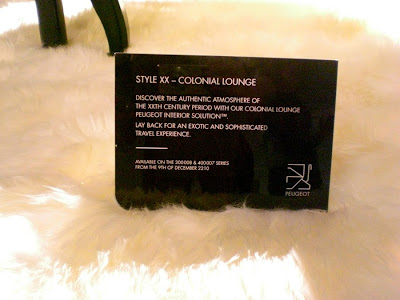 STYLE XX – COLONIAL LOUNGE
DISCOVER THE AUTHENTIC ATMOSPHERE OF
THE XXTH CENTURY PERIOD WITH OUR COLONIAL LOUNGE
PEUGEOT INTERIOR SOLUTION™.
LAY BACK FOR AN EXOTIC AND SOPHISTICATED
TRAVEL EXPERIENCE.
AVAILABLE ON THE 200008 & 400007 SERIES
FROM THE 9TH OF DECEMBER 2210
PEUGEOT